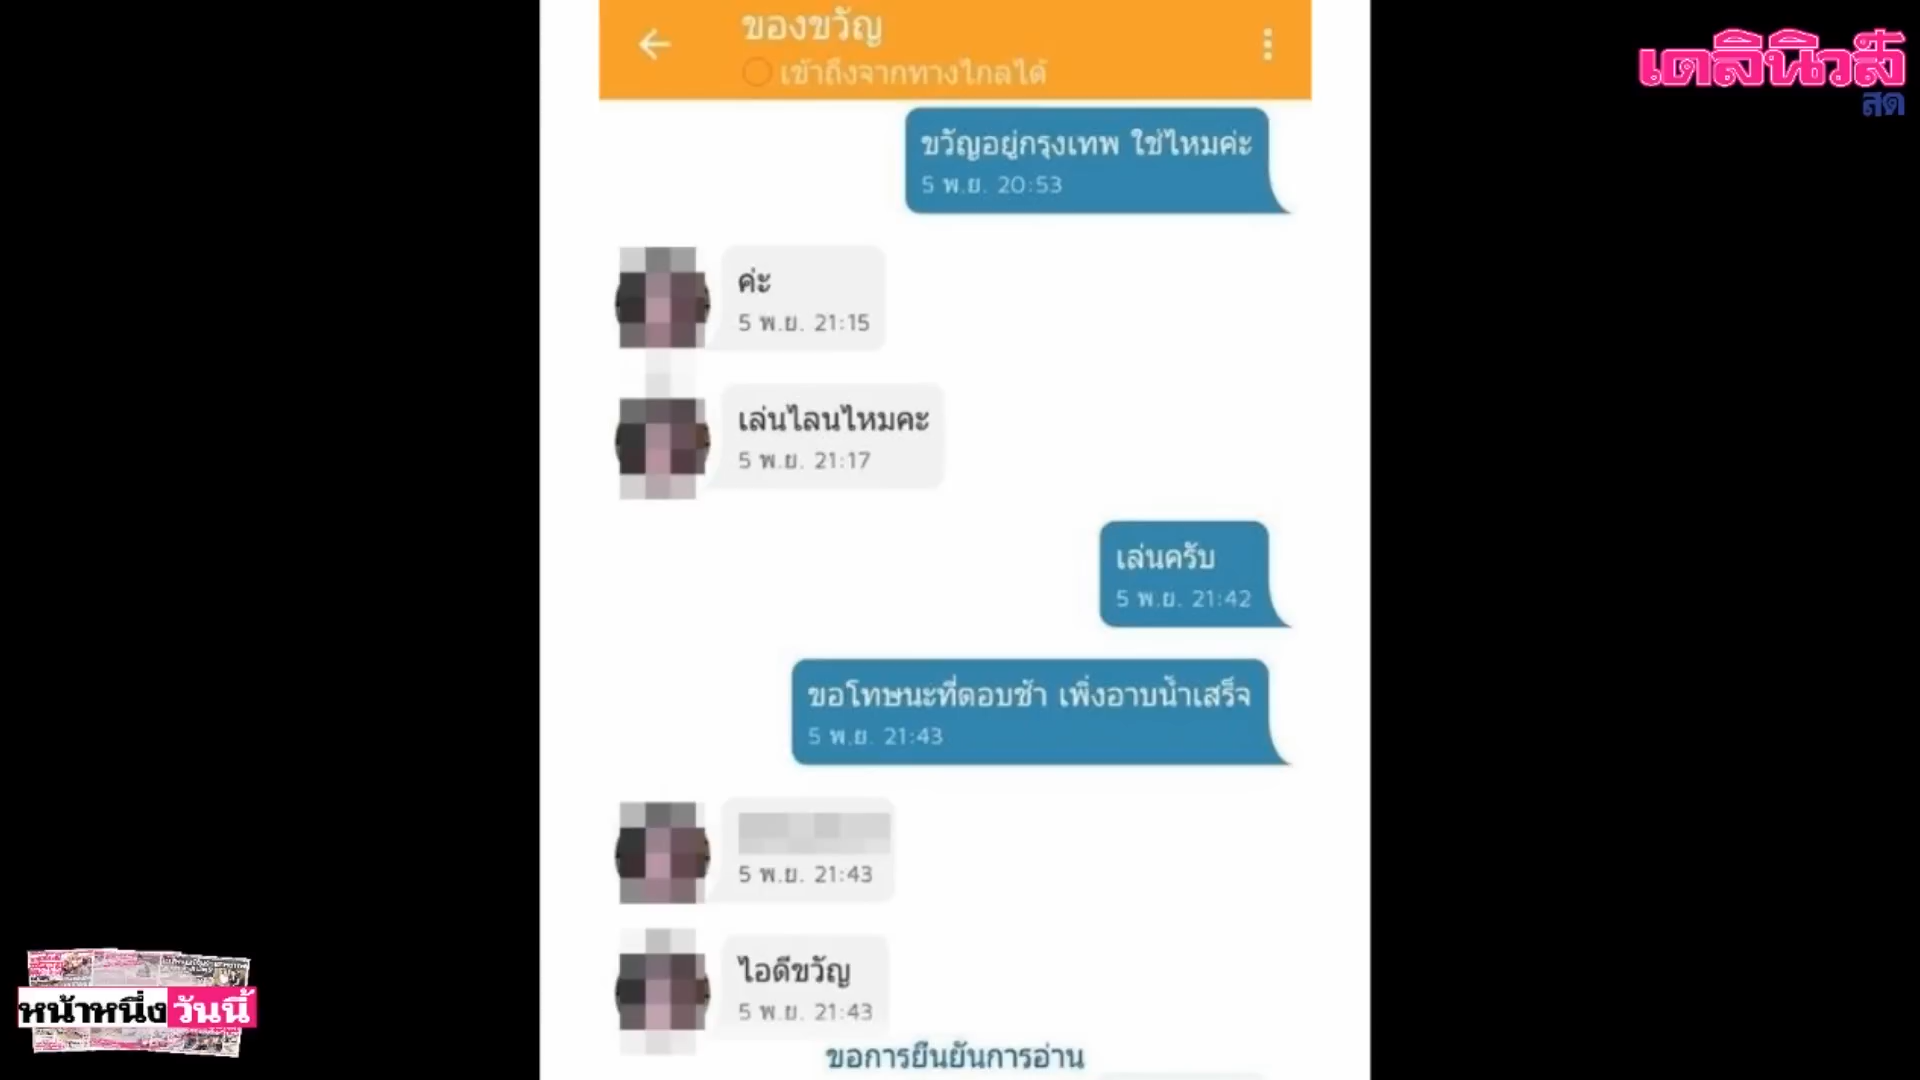 ของขวัญ
เข้าถึงจากทางไกลได้
เดลินิวส์
สด
ขวัญอยู่กรุงเทพ ใช่ไหมค่ะ
5 พ.ย. 20:53
ค่ะ
5 พ.ย. 21:15
เล่นไลนไหมคะ
5 พ.ย. 21:17
เล่นครับ
5 พ.ย. 21:42
ขอโทษนะที่ตอบช้า เพิ่งอาบน้ำเสร็จ
5 พ.ย. 21:43
5 พ.ย. 21:43
ไอดีขวัญ
5 พ.ย. 21:43
ขอการยืนยันการอ่าน
หน้าหนึ่งวันนี้